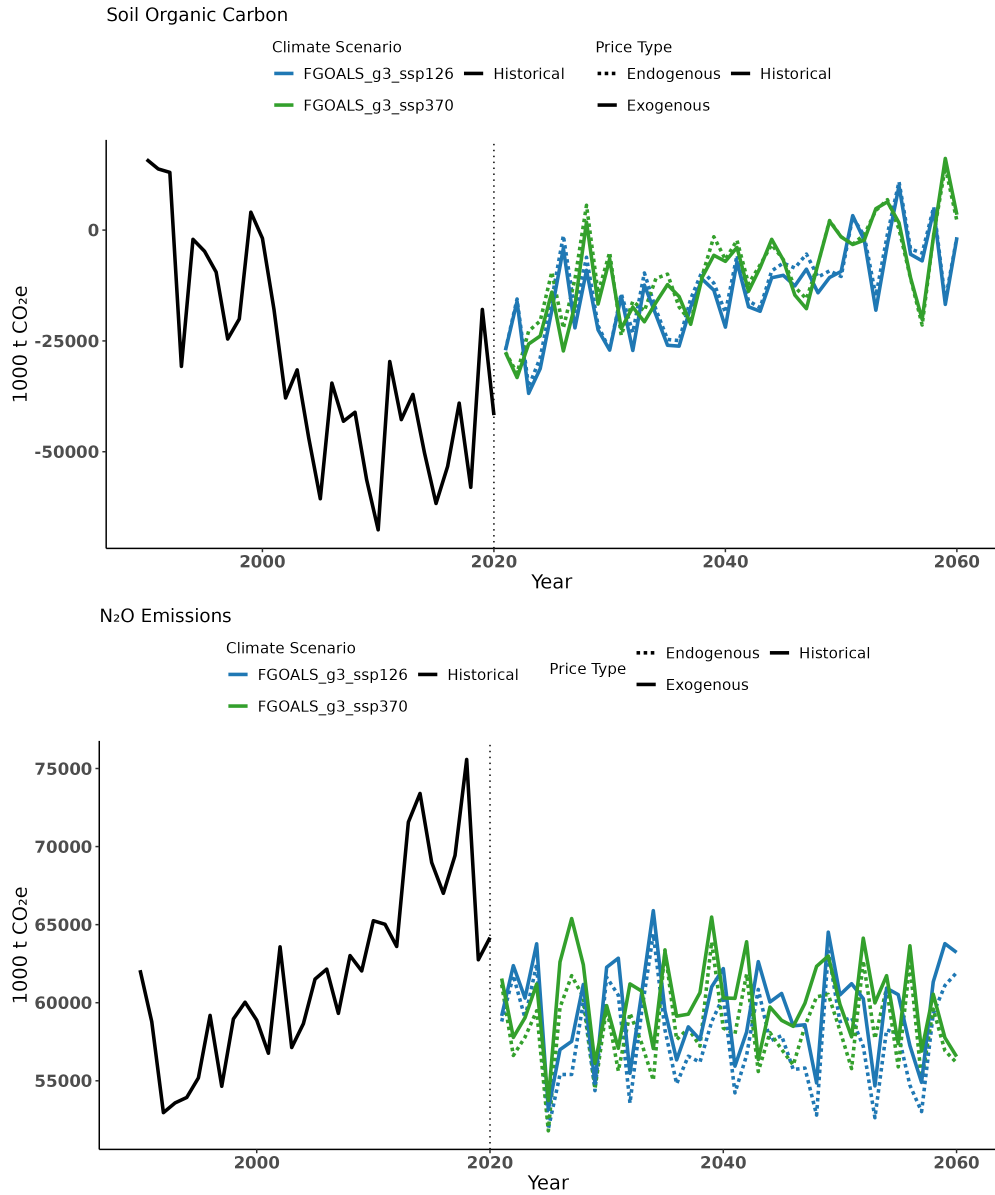 Soil Organic Carbon
Climate Scenario
Price Type
FGOALS_g3_ssp126
Historical
Endogenous
Historical
FGOALS_g3_ssp370
Exogenous
1000 t CO₂e
0
-25000
-50000
2000
2020
2040
2060
Year
N₂O Emissions
Climate Scenario
FGOALS_g3_ssp126
Historical
FGOALS_g3_ssp370
Price Type
Endogenous
Historical
Exogenous
1000 t CO₂e
75000
70000
65000
60000
55000
2000
2020
2040
2060
Year